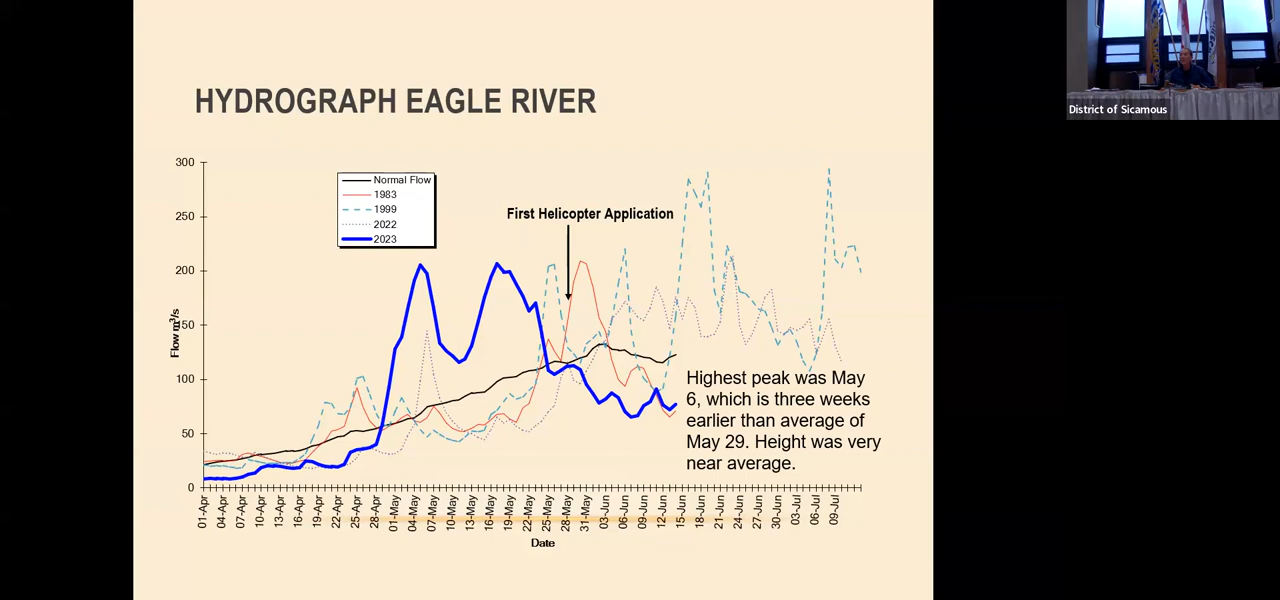 HYDROGRAPH EAGLE RIVER
District of Sicamous
300
250
200
150
100
50
0
Flow m³/s
Normal Flow
1983
1999
2022
2023
First Helicopter Application
Highest peak was May
6, which is three weeks
earlier than average of
May 29. Height was very
near average.
01-Apr
04-Apr
07-Apr
10-Apr
13-Apr
16-Apr
19-Apr
22-Apr
25-Apr
28-Apr
01-May
04-May
07-May
10-May
13-May
16-May
19-May
22-May
25-May
28-May
31-May
03-Jun
06-Jun
09-Jun
12-Jun
15-Jun
18-Jun
21-Jun
24-Jun
27-Jun
30-Jun
03-Jul
06-Jul
09-Jul
Date